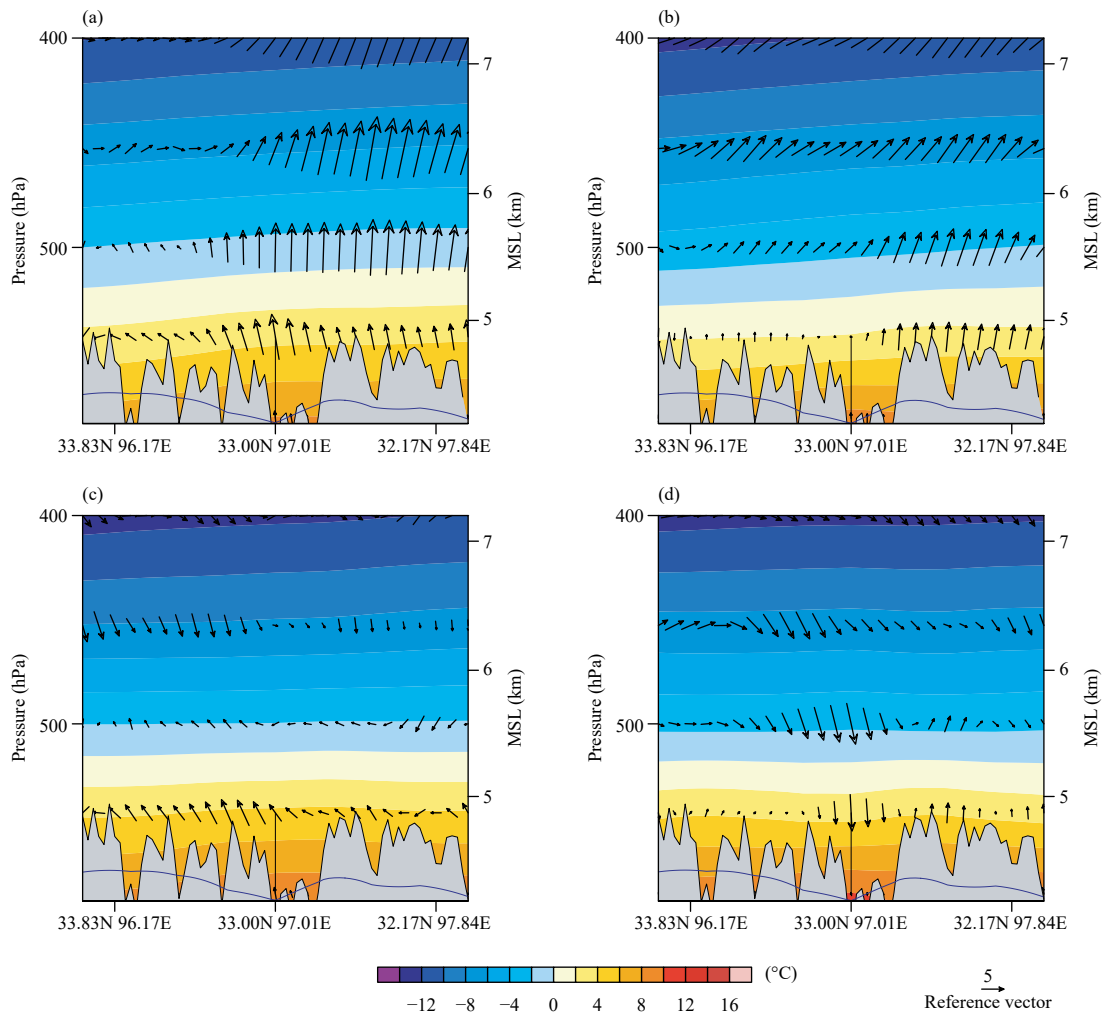 (a)
(b)
400
7
6
500
5
Pressure (hPa)
MSL (km)
33.83N 96.17E
33.00N 97.01E
32.17N 97.84E
400
7
6
500
5
Pressure (hPa)
MSL (km)
33.83N 96.17E
33.00N 97.01E
32.17N 97.84E
(c)
(d)
400
7
6
500
5
Pressure (hPa)
MSL (km)
33.83N 96.17E
33.00N 97.01E
32.17N 97.84E
400
7
6
500
5
Pressure (hPa)
MSL (km)
33.83N 96.17E
33.00N 97.01E
32.17N 97.84E
(°C)
−12 −8 −4 0 4 8 12 16
5
Reference vector